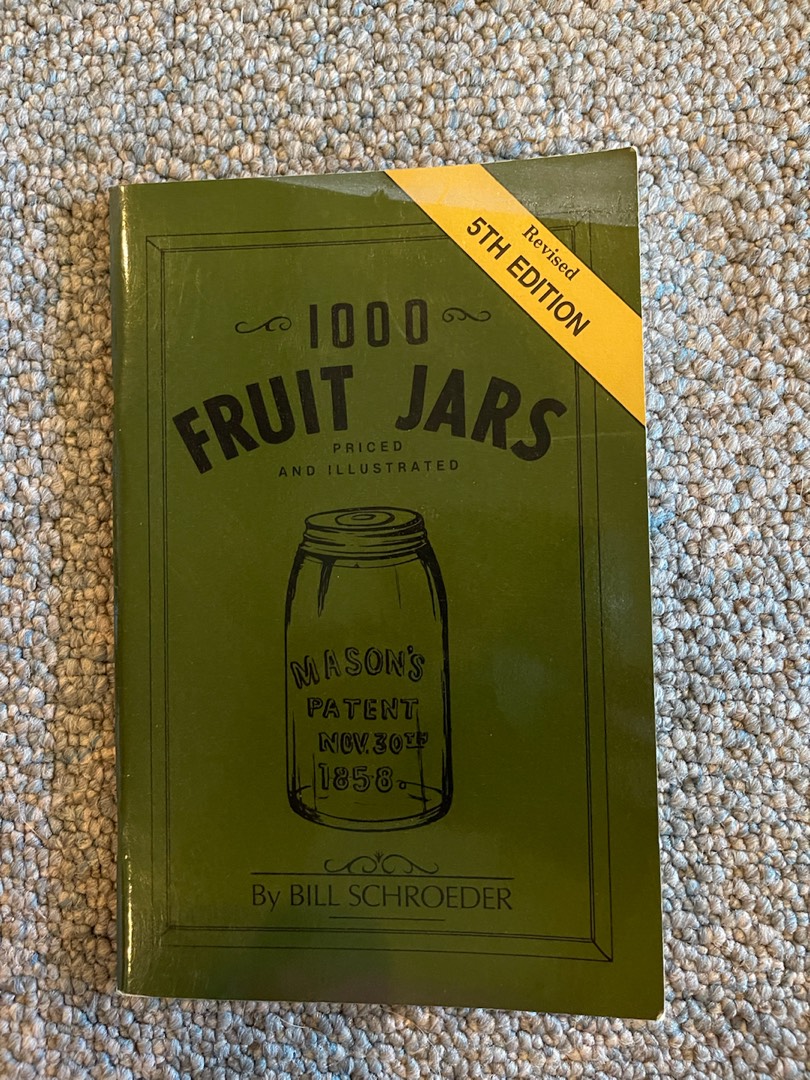 Revised
5TH EDITION
1000
FRUIT JARS
PRICED
AND ILLUSTRATED
MASON'S
PATENT
NOV. 30TH
1858.
By BILL SCHROEDER